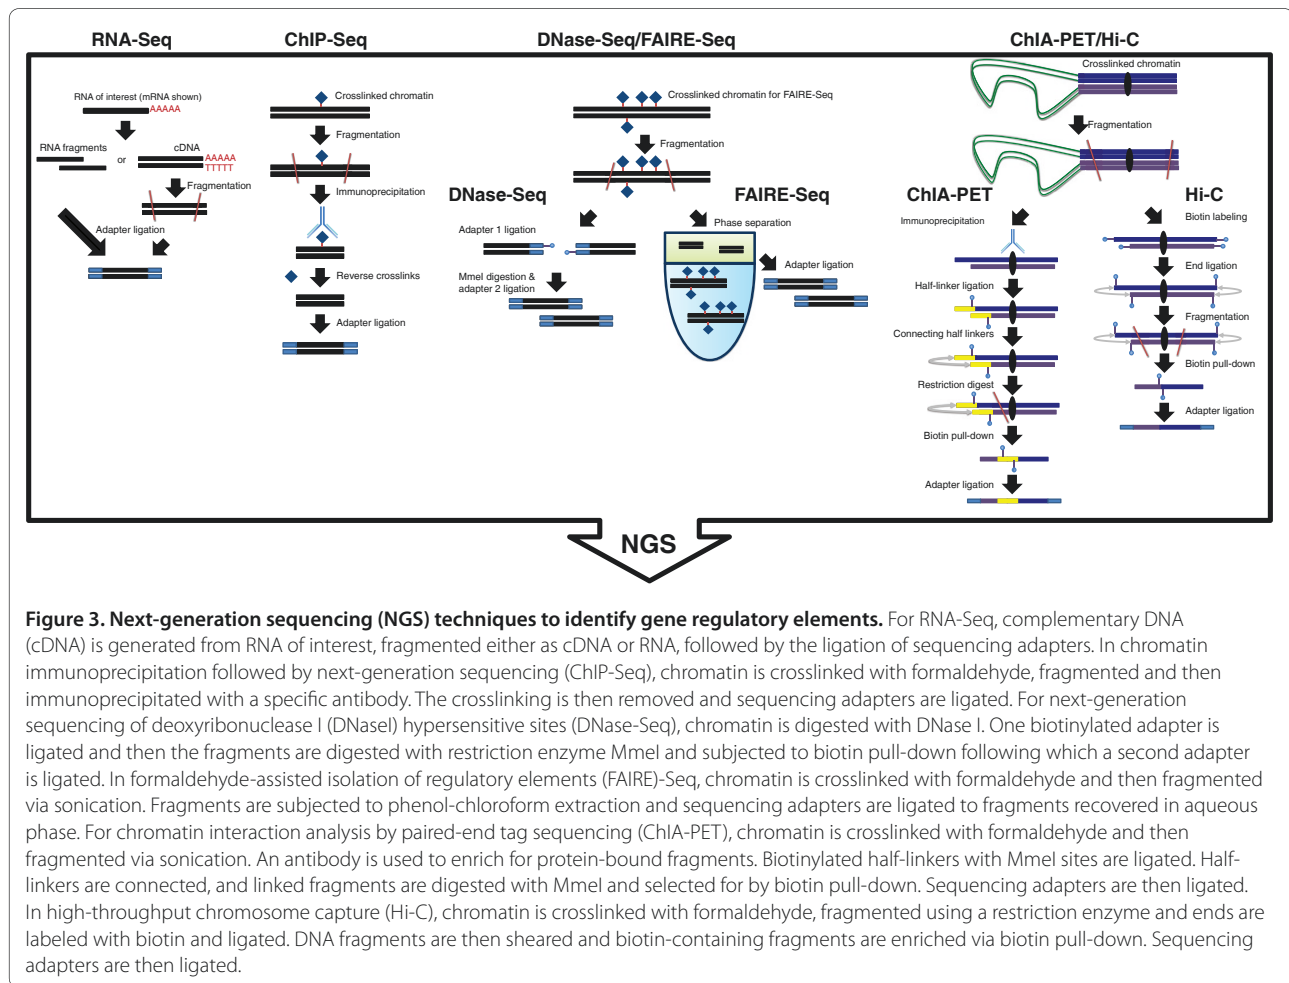 RNA-Seq
ChIP-Seq
DNase-Seq/FAIRE-Seq
ChIA-PET/Hi-C
RNA of interest (mRNA shown)
AAAAA
RNA fragments
or
cDNA
AAAAA
TTTTT
Fragmentation
Adapter ligation
Crosslinked chromatin
Fragmentation
Immunoprecipitation
Reverse crosslinks
Adapter ligation
Crosslinked chromatin for FAIRE-Seq
Fragmentation
DNase-Seq
FAIRE-Seq
Adapter 1 ligation
MmeI digestion &
adapter 2 ligation
Phase separation
Adapter ligation
Crosslinked chromatin
Fragmentation
ChIA-PET
Immunoprecipitation
Half-linker ligation
Connecting half linkers
Restriction digest
Biotin pull-down
Adapter ligation
Hi-C
Biotin labeling
End ligation
Fragmentation
Biotin pull-down
Adapter ligation
NGS
Figure 3. Next-generation sequencing (NGS) techniques to identify gene regulatory elements. For RNA-Seq, complementary DNA
(cDNA) is generated from RNA of interest, fragmented either as cDNA or RNA, followed by the ligation of sequencing adapters. In chromatin
immunoprecipitation followed by next-generation sequencing (ChIP-Seq), chromatin is crosslinked with formaldehyde, fragmented and then
immunoprecipitated with a specific antibody. The crosslinking is then removed and sequencing adapters are ligated. For next-generation
sequencing of deoxyribonuclease I (DNaseI) hypersensitive sites (DNase-Seq), chromatin is digested with DNase I. One biotinylated adapter is
ligated and then the fragments are digested with restriction enzyme MmeI and subjected to biotin pull-down following which a second adapter
is ligated. In formaldehyde-assisted isolation of regulatory elements (FAIRE)-Seq, chromatin is crosslinked with formaldehyde and then fragmented
via sonication. Fragments are subjected to phenol-chloroform extraction and sequencing adapters are ligated to fragments recovered in aqueous
phase. For chromatin interaction analysis by paired-end tag sequencing (ChIA-PET), chromatin is crosslinked with formaldehyde and then
fragmented via sonication. An antibody is used to enrich for protein-bound fragments. Biotinylated half-linkers with MmeI sites are ligated. Half-
linkers are connected, and linked fragments are digested with MmeI and selected for by biotin pull-down. Sequencing adapters are then ligated.
In high-throughput chromosome capture (Hi-C), chromatin is crosslinked with formaldehyde, fragmented using a restriction enzyme and ends are
labeled with biotin and ligated. DNA fragments are then sheared and biotin-containing fragments are enriched via biotin pull-down. Sequencing
adapters are then ligated.